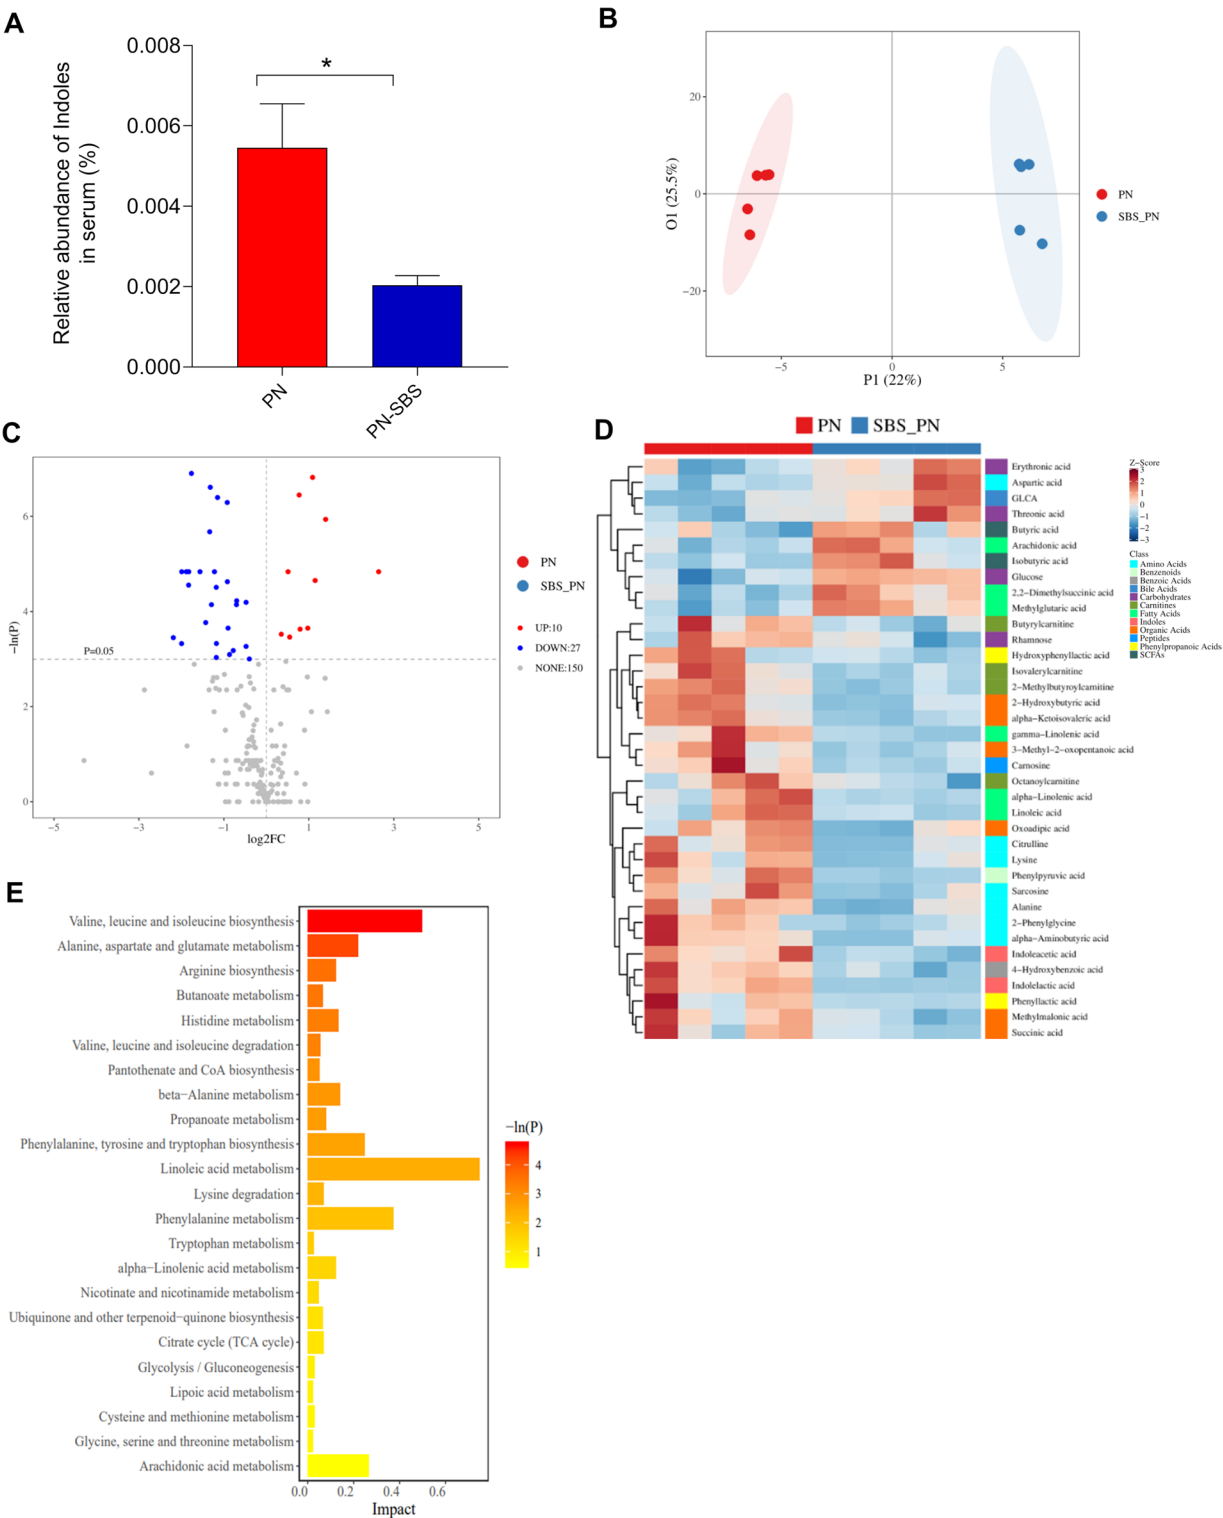 A
Relative abundance of Indoles
in serum (%)
0.008
0.006
0.004
0.002
0.000
*
PN
PN-SBS
B
O1 (25.5%)
20
0
−20
−5
0
5
P1 (22%)
PN
SBS_PN
C
−ln(P)
6
4
2
0
P=0.05
−5
−3
−1
1
3
5
log2FC
PN
SBS_PN
UP:10
DOWN:27
NONE:150
D
PN
SBS_PN
Erythronic acid
Aspartic acid
GLCA
Threonic acid
Butyric acid
Arachidonic acid
Isobutyric acid
Glucose
2,2−Dimethylsuccinic acid
Methylglutaric acid
Butyrylcarnitine
Rhamnose
Hydroxyphenyllactic acid
Isovalerylcarnitine
2−Methylbutyroylcarnitine
2−Hydroxybutyric acid
alpha−Ketoisovaleric acid
gamma−Linolenic acid
3−Methyl−2−oxopentanoic acid
Carnosine
Octanoylcarnitine
alpha−Linolenic acid
Linoleic acid
Oxoadipic acid
Citrulline
Lysine
Phenylpyruvic acid
Sarcosine
Alanine
2−Phenylglycine
alpha−Aminobutyric acid
Indoleacetic acid
4−Hydroxybenzoic acid
Indolelactic acid
Phenyllactic acid
Methylmalonic acid
Succinic acid
Z−Score
3
2
1
0
−1
−2
−3
Class
Amino Acids
Benzenoids
Benzoic Acids
Bile Acids
Carbohydrates
Carnitines
Fatty Acids
Indoles
Organic Acids
Peptides
Phenylpropanoic Acids
SCFAs
E
Valine, leucine and isoleucine biosynthesis
Alanine, aspartate and glutamate metabolism
Arginine biosynthesis
Butanoate metabolism
Histidine metabolism
Valine, leucine and isoleucine degradation
Pantothenate and CoA biosynthesis
beta−Alanine metabolism
Propanoate metabolism
Phenylalanine, tyrosine and tryptophan biosynthesis
Linoleic acid metabolism
Lysine degradation
Phenylalanine metabolism
Tryptophan metabolism
alpha−Linolenic acid metabolism
Nicotinate and nicotinamide metabolism
Ubiquinone and other terpenoid−quinone biosynthesis
Citrate cycle (TCA cycle)
Glycolysis / Gluconeogenesis
Lipoic acid metabolism
Cysteine and methionine metabolism
Glycine, serine and threonine metabolism
Arachidonic acid metabolism
0.0
0.2
0.4
0.6
Impact
−ln(P)
4
3
2
1